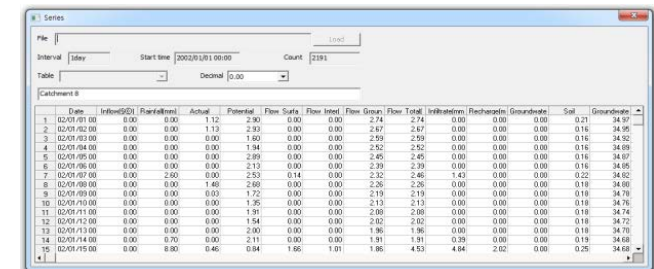 Series
File
Load
Interval 1day Start time 2002/01/01 00:00 Count 2191
Table Decimal 0.00
Catchment 8
Date Inflow(S(D) Rainfall(mm) Actual Potential Flow Surfa Flow Inter( Flow Groun Flow Total( Infiltrate(mm Recharge(m Groundwate Soil Groundwate
1 02/01/01 00 0.00 0.00 1.12 2.90 0.00 0.00 2.74 2.74 0.00 0.00 0.00 0.21 34.97
2 02/01/02 00 0.00 0.00 1.13 2.93 0.00 0.00 2.67 2.67 0.00 0.00 0.00 0.16 34.95
3 02/01/03 00 0.00 0.00 0.00 1.60 0.00 0.00 2.59 2.59 0.00 0.00 0.00 0.16 34.92
4 02/01/04 00 0.00 0.00 0.00 1.94 0.00 0.00 2.52 2.52 0.00 0.00 0.00 0.16 34.89
5 02/01/05 00 0.00 0.00 0.00 2.89 0.00 0.00 2.45 2.45 0.00 0.00 0.00 0.16 34.87
6 02/01/06 00 0.00 0.00 0.00 2.13 0.00 0.00 2.39 2.39 0.00 0.00 0.00 0.16 34.85
7 02/01/07 00 0.00 2.60 0.00 2.53 0.14 0.00 2.32 2.46 1.43 0.00 0.00 0.22 34.82
8 02/01/08 00 0.00 0.00 1.48 2.68 0.00 0.00 2.26 2.26 0.00 0.00 0.00 0.18 34.80
9 02/01/09 00 0.00 0.00 0.03 1.72 0.00 0.00 2.19 2.19 0.00 0.00 0.00 0.18 34.78
10 02/01/10 00 0.00 0.00 0.00 1.35 0.00 0.00 2.13 2.13 0.00 0.00 0.00 0.18 34.76
11 02/01/11 00 0.00 0.00 0.00 1.91 0.00 0.00 2.08 2.08 0.00 0.00 0.00 0.18 34.74
12 02/01/12 00 0.00 0.00 0.00 1.54 0.00 0.00 2.02 2.02 0.00 0.00 0.00 0.18 34.72
13 02/01/13 00 0.00 0.00 0.00 2.00 0.00 0.00 1.96 1.96 0.00 0.00 0.00 0.18 34.70
14 02/01/14 00 0.00 0.70 0.00 2.11 0.00 0.00 1.91 1.91 0.39 0.00 0.00 0.19 34.68
15 02/01/15 00 0.00 8.80 0.46 0.84 1.66 1.01 1.86 4.53 4.84 2.02 0.00 0.25 34.68